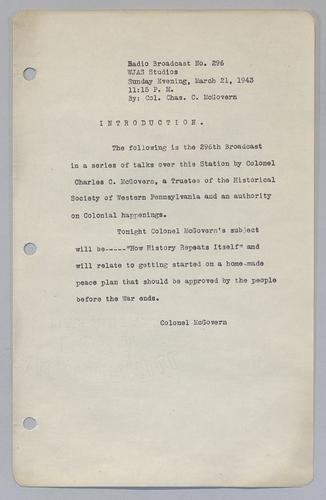 Radio Broadcast No. 296
WJAS Studios
Sunday Evening, March 21, 1943
11:15 P. M.
By: Col. Chas. C. McGovern
I N T R O D U C T I O N .
The following is the 296th Broadcast
in a series of talks over this Station by Colonel
Charles C. McGovern, a Trustee of the Historical
Society of Western Pennsylvania and an authority
on Colonial happenings.
Tonight Colonel McGovern's subject
will be-----"How History Repeats Itself" and
will relate to getting started on a home-made
peace plan that should be approved by the people
before the War ends.
Colonel McGovern